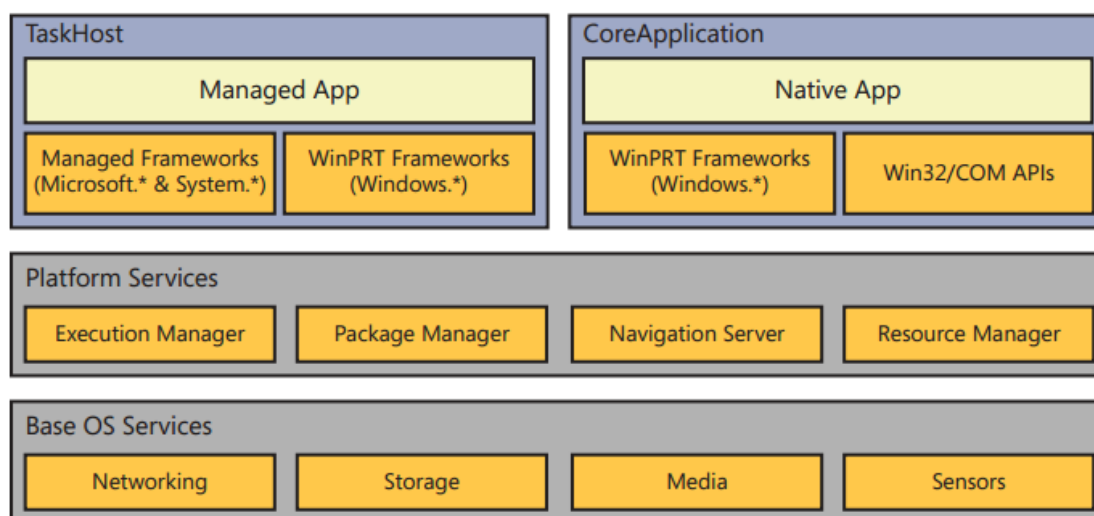 TaskHost
Managed App
Managed Frameworks
(Microsoft.* & System.*)
WinPRT Frameworks
(Windows.*)
CoreApplication
Native App
WinPRT Frameworks
(Windows.*)
Win32/COM APIs
Platform Services
Execution Manager
Package Manager
Navigation Server
Resource Manager
Base OS Services
Networking
Storage
Media
Sensors